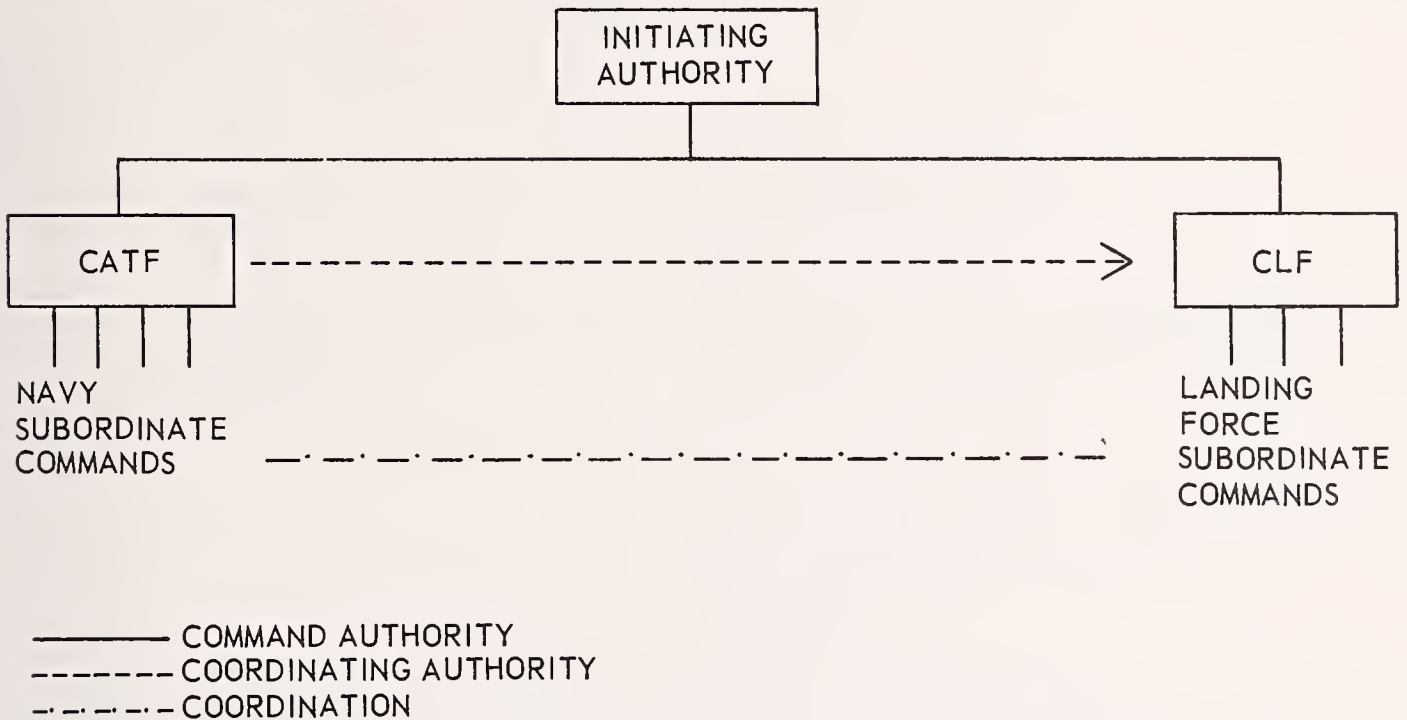 INITIATING
AUTHORITY
CATF
CLF
NAVY
SUBORDINATE
COMMANDS
LANDING
FORCE
SUBORDINATE
COMMANDS
COMMAND AUTHORITY
COORDINATING AUTHORITY
COORDINATION